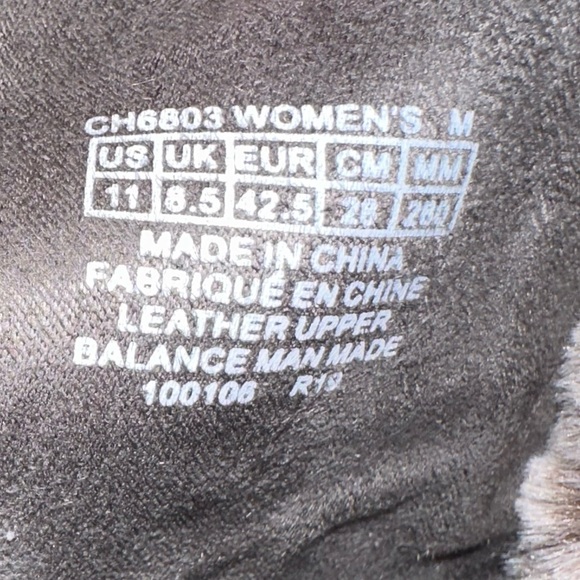 CH6803 WOMEN'S M
US UK EUR CM MM
11 8.5 42.5 28 280
MADE IN CHINA
FABRIQUÉ EN CHINE
LEATHER UPPER
BALANCE MAN MADE
100106 R19